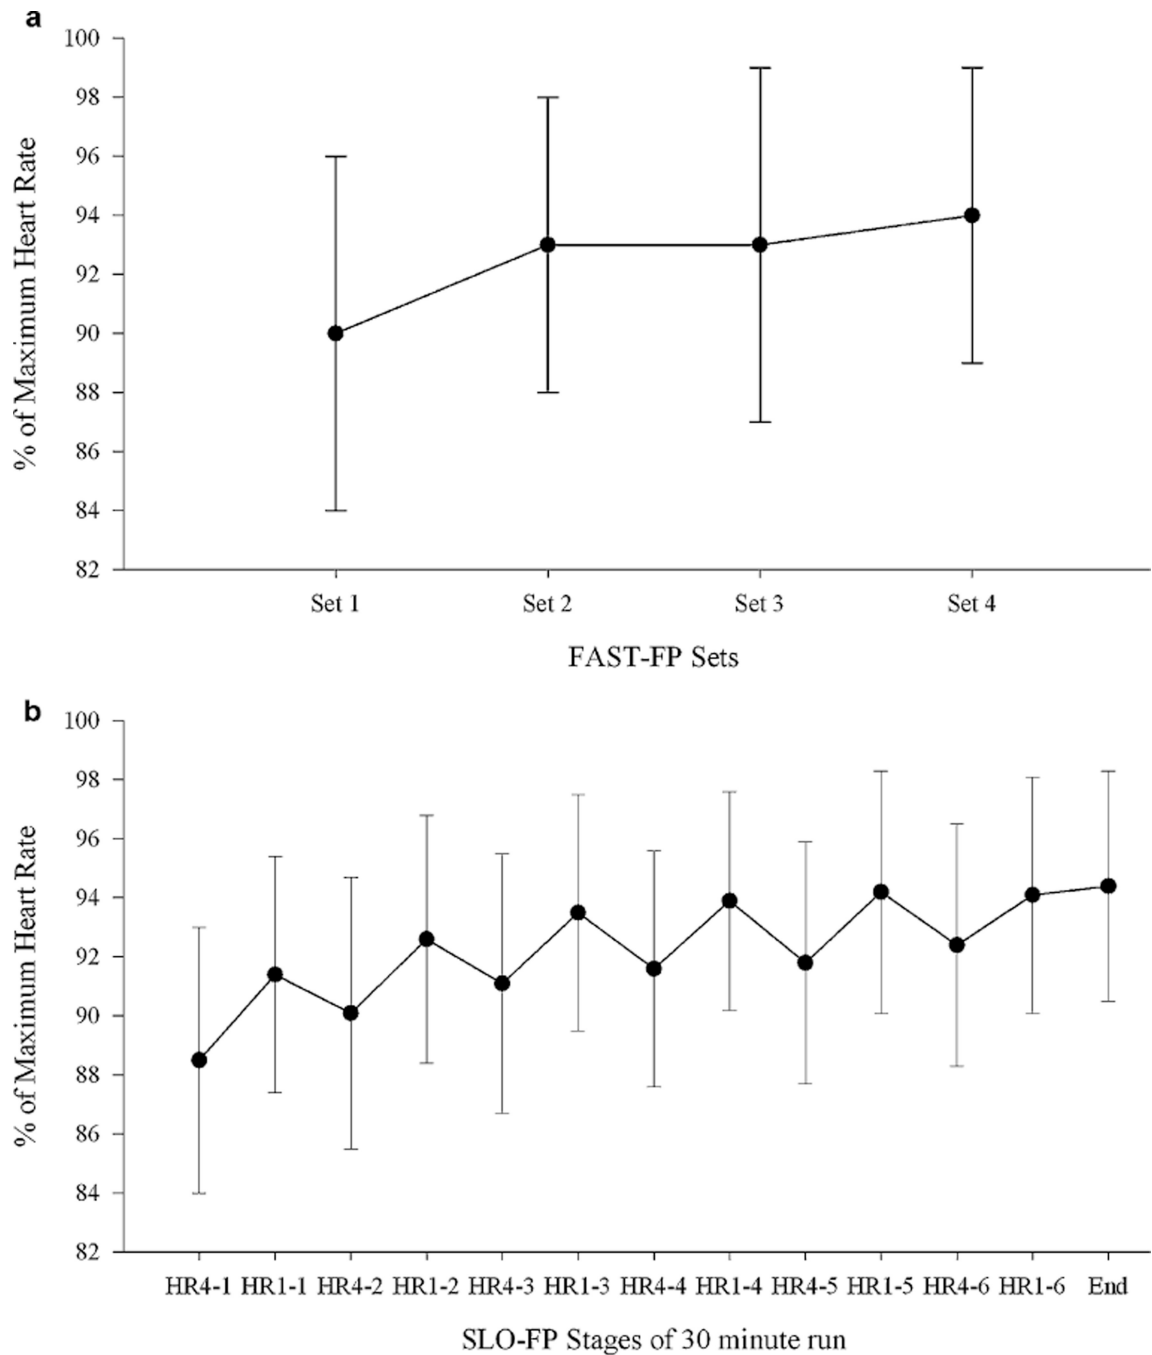 a
% of Maximum Heart Rate
100
98
96
94
92
90
88
86
84
82
Set 1 Set 2 Set 3 Set 4
FAST-FP Sets
b
% of Maximum Heart Rate
100
98
96
94
92
90
88
86
84
82
HR4-1 HR1-1 HR4-2 HR1-2 HR4-3 HR1-3 HR4-4 HR1-4 HR4-5 HR1-5 HR4-6 HR1-6 End
SLO-FP Stages of 30 minute run